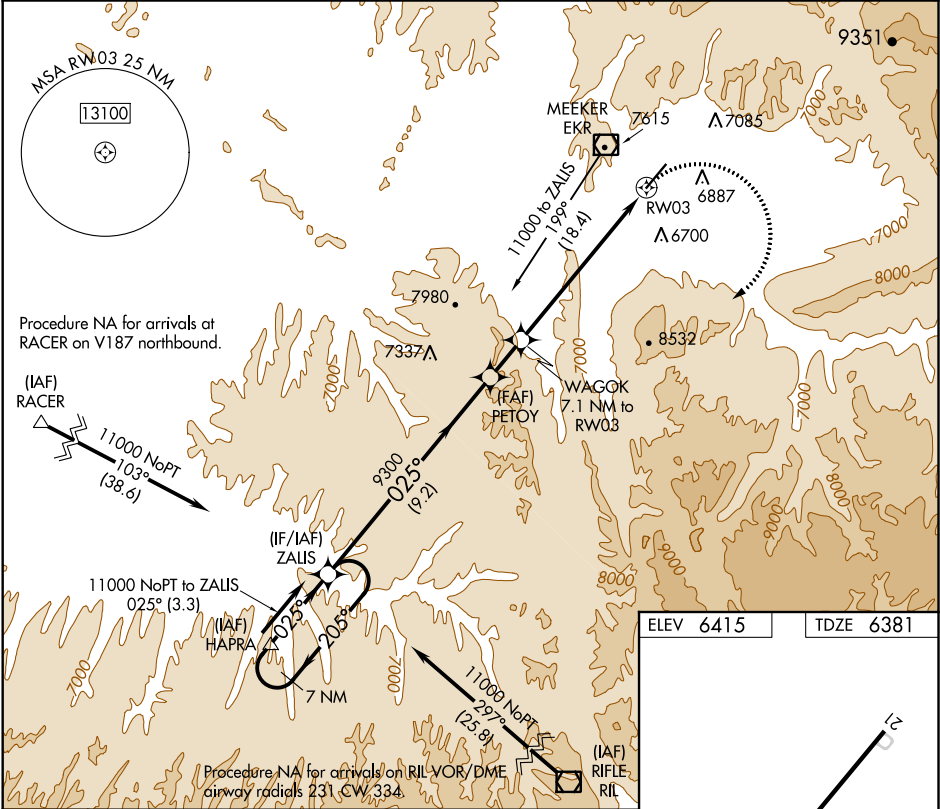 MSA RW03 25 NM
13100
9351
7000
MEEKER
EKR
7615
7085
11000 to ZALIS
199°
(18.4)
RW03
6887
6700
7000
8000
7980
7337
7000
7000
8532
Procedure NA for arrivals at
RACER on V187 northbound.
(IAF)
RACER
11000 NoPT
103°
(38.6)
(FAF)
PETOY
WAGOK
7.1 NM to
RW03
7000
9300
025°
(9.2)
8000
9000
9000
8000
(IF/IAF)
ZALIS
11000 NoPT to ZALIS
025° (3.3)
(IAF)
HAPRA
025°
205°
7 NM
7000
7000
11000 NoPT
297°
(25.8)
(IAF)
RIFLE
RIL
Procedure NA for arrivals on RIL VOR/DME
airway radials 231 CW 334.
ELEV 6415
TDZE 6381
21